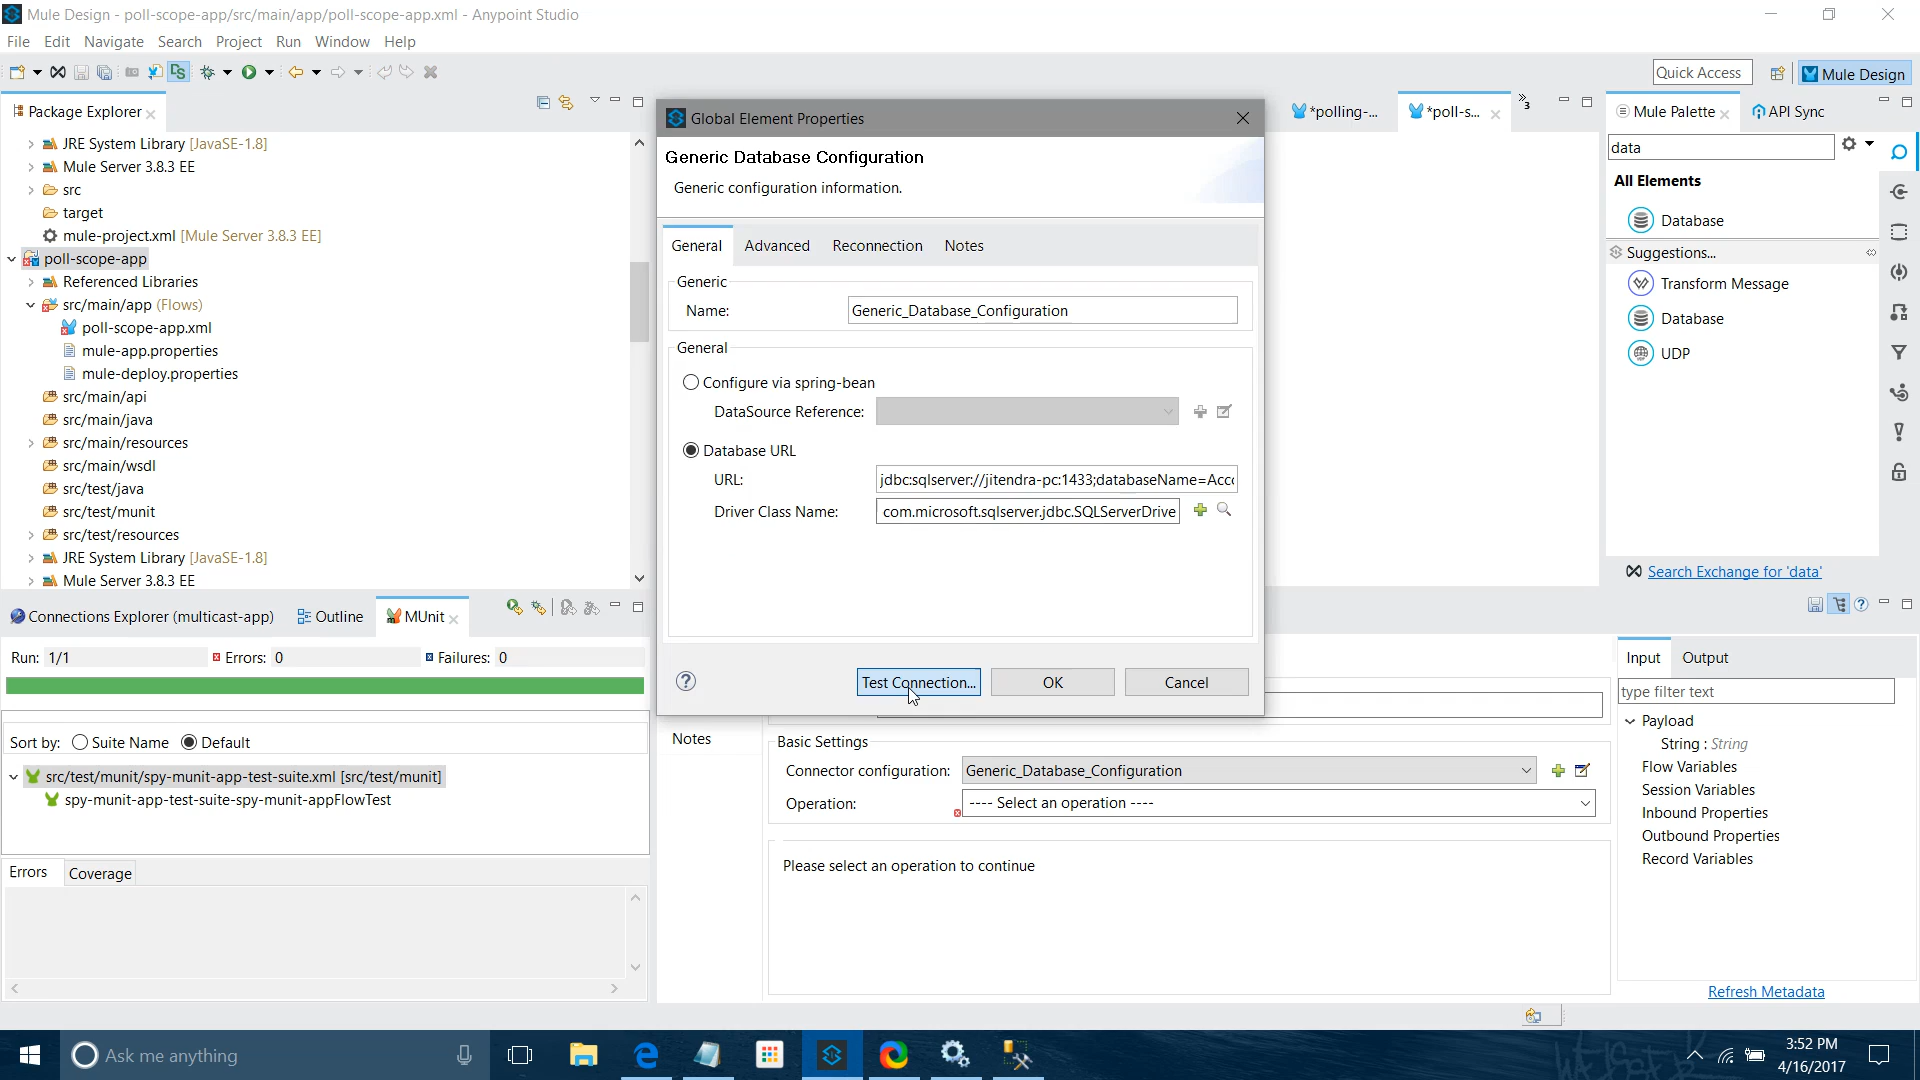 Mule Design - poll-scope-app/src/main/app/poll-scope-app.xml - Anypoint Studio
File Edit Navigate Search Project Run Window Help
Quick Access
Mule Design
Package Explorer
JRE System Library [JavaSE-1.8]
Mule Server 3.8.3 EE
src
target
mule-project.xml [Mule Server 3.8.3 EE]
poll-scope-app
Referenced Libraries
src/main/app (Flows)
poll-scope-app.xml
mule-app.properties
mule-deploy.properties
src/main/api
src/main/java
src/main/resources
src/main/wsdl
src/test/java
src/test/munit
src/test/resources
JRE System Library [JavaSE-1.8]
Mule Server 3.8.3 EE
Global Element Properties
Generic Database Configuration
Generic configuration information.
General Advanced Reconnection Notes
Generic
Name: Generic_Database_Configuration
General
Configure via spring-bean
DataSource Reference:
Database URL
URL: jdbc:sqlserver://jitendra-pc:1433;databaseName=Acc
Driver Class Name: com.microsoft.sqlserver.jdbc.SQLServerDrive
Test Connection... OK Cancel
*polling-... *poll-s... 3
Mule Palette API Sync
data
All Elements
Database
Suggestions...
Transform Message
Database
UDP
Search Exchange for 'data'
Connections Explorer (multicast-app) Outline MUnit
Run: 1/1 Errors: 0 Failures: 0
Sort by: Suite Name Default
src/test/munit/spy-munit-app-test-suite.xml [src/test/munit]
spy-munit-app-test-suite-spy-munit-appFlowTest
Errors Coverage
Notes
Basic Settings
Connector configuration: Generic_Database_Configuration
Operation: ---- Select an operation ----
Please select an operation to continue
Input Output
type filter text
Payload
String : String
Flow Variables
Session Variables
Inbound Properties
Outbound Properties
Record Variables
Refresh Metadata
Ask me anything
3:52 PM
4/16/2017